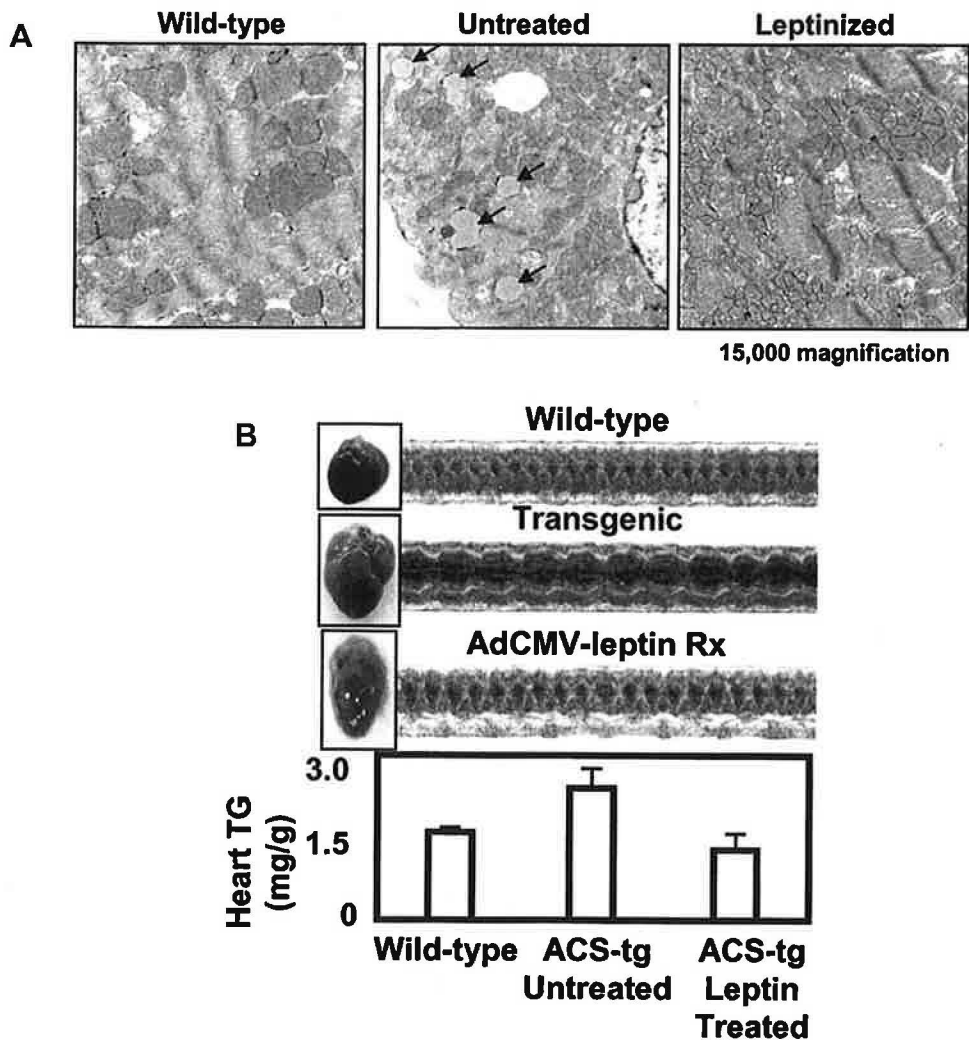 A
Wild-type
Untreated
Leptinized
15,000 magnification
B
Wild-type
Transgenic
AdCMV-leptin Rx
3.0
1.5
0
Heart TG
(mg/g)
Wild-type
ACS-tg
Untreated
ACS-tg
Leptin
Treated